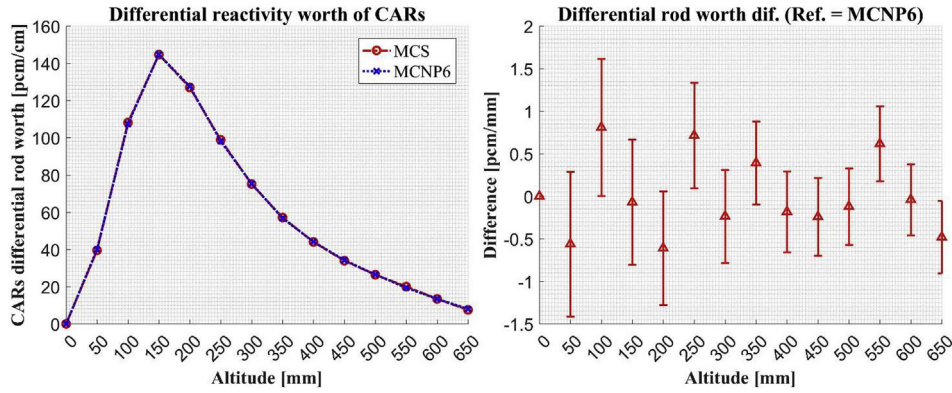 Differential reactivity worth of CARs
CARs differential rod worth [pcm/cm]
160
140
120
100
80
60
40
20
0
MCS
MCNP6
0 50 100 150 200 250 300 350 400 450 500 550 600 650
Altitude [mm]
Differential rod worth dif. (Ref. = MCNP6)
Difference [pcm/mm]
2
1.5
1
0.5
0
-0.5
-1
-1.5
0 50 100 150 200 250 300 350 400 450 500 550 600 650
Altitude [mm]